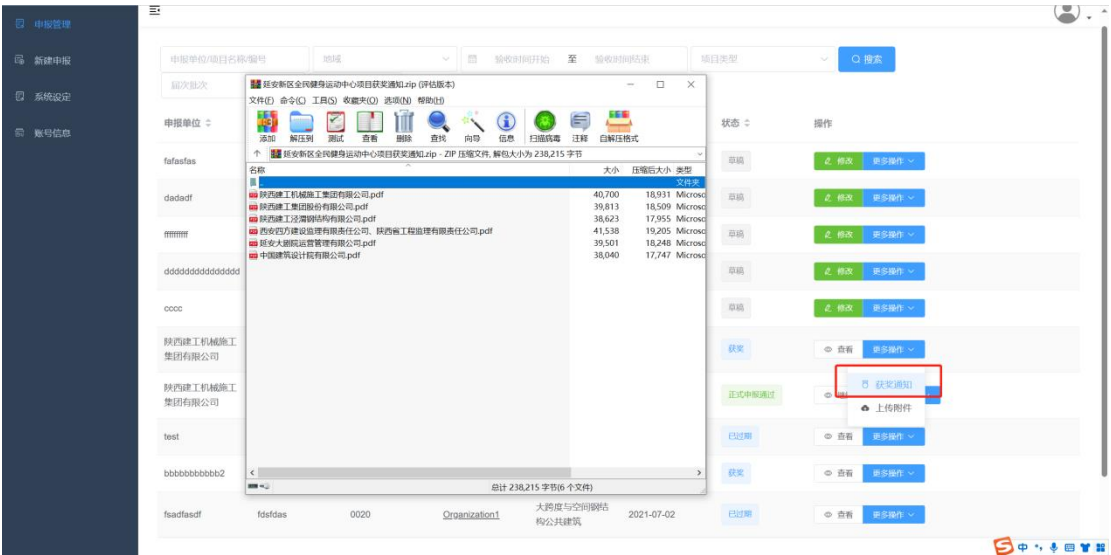 申报管理
新建申报
系统设定
账号信息
申报单位/项目名称/编号 地域 验收时间开始 至 验收时间结束 项目类型 搜索
届次批次
延安新区全民健身运动中心项目获奖通知.zip (评估版本)
文件(F) 命令(C) 工具(S) 收藏夹(O) 选项(N) 帮助(H)
添加 解压到 测试 查看 删除 查找 向导 信息 扫描病毒 注释 自解压格式
延安新区全民健身运动中心项目获奖通知.zip - ZIP 压缩文件, 解包大小为 238,215 字节
名称 大小 压缩后大小 类型
.. 文件夹
陕西建工机械施工集团有限公司.pdf 40,700 18,931 Microso
陕西建工集团股份有限公司.pdf 39,813 18,509 Microso
陕西建工泾渭钢结构有限公司.pdf 38,623 17,955 Microso
西安四方建设监理有限责任公司、陕西省工程监理有限责任公司.pdf 41,538 19,205 Microso
延安大剧院运营管理有限公司.pdf 39,501 18,248 Microso
中国建筑设计院有限公司.pdf 38,040 17,747 Microso
总计 238,215 字节(6 个文件)
申报单位 状态 操作
fafasfas 草稿 修改 更多操作
dadadf 草稿 修改 更多操作
ffffffffff 草稿 修改 更多操作
ddddddddddddddd 草稿 修改 更多操作
cccc 草稿 修改 更多操作
陕西建工机械施工
集团有限公司 获奖 查看 更多操作
获奖通知
陕西建工机械施工
集团有限公司 正式申报通过
上传附件
test 已过期 查看 更多操作
bbbbbbbbbbb2 获奖 查看 更多操作
fsadfasdf fdsfdas 0020 Organization1 大跨度与空间钢结
构公共建筑 2021-07-02 已过期 查看 更多操作
中